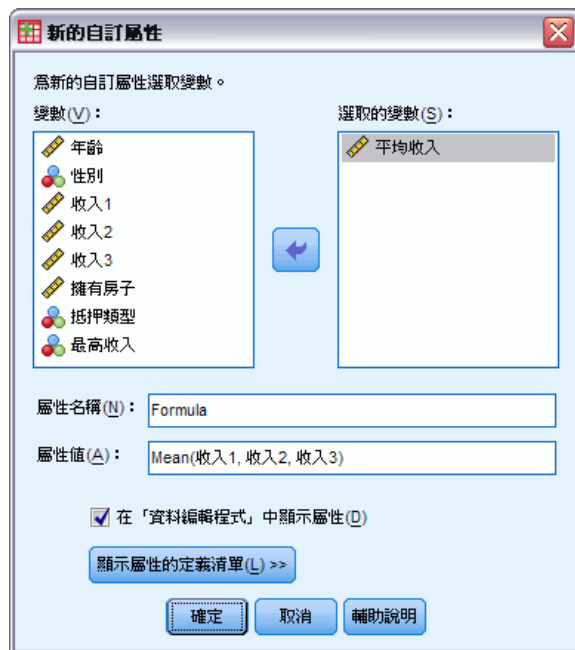 新的自訂屬性
為新的自訂屬性選取變數。
變數(V)：
選取的變數(S)：
年齡
性別
收入1
收入2
收入3
擁有房子
抵押類型
最高收入
平均收入
屬性名稱(N)：
Formula
屬性值(A)：
Mean(收入1, 收入2, 收入3)
在「資料編輯程式」中顯示屬性(D)
顯示屬性的定義清單(L) >>
確定
取消
輔助說明